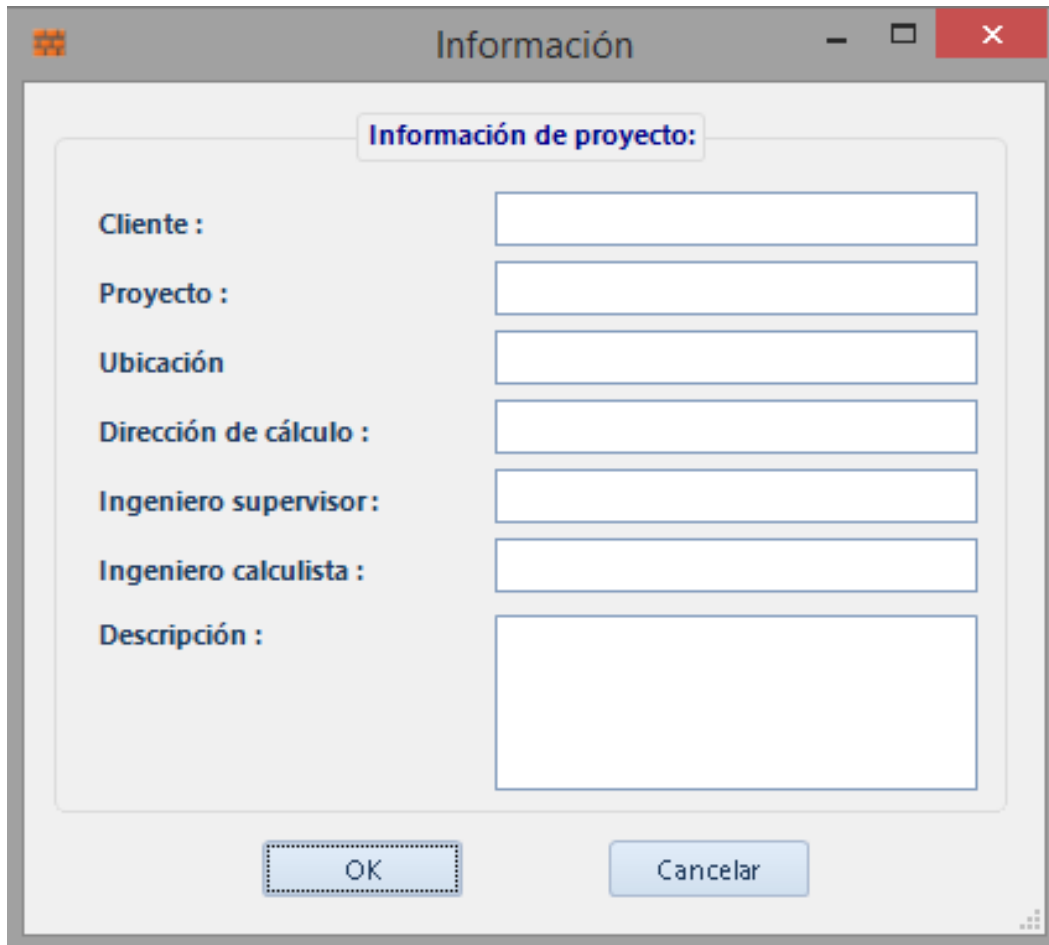 Información
Información de proyecto:
Cliente :
Proyecto :
Ubicación
Dirección de cálculo :
Ingeniero supervisor :
Ingeniero calculista :
Descripción :
OK Cancelar